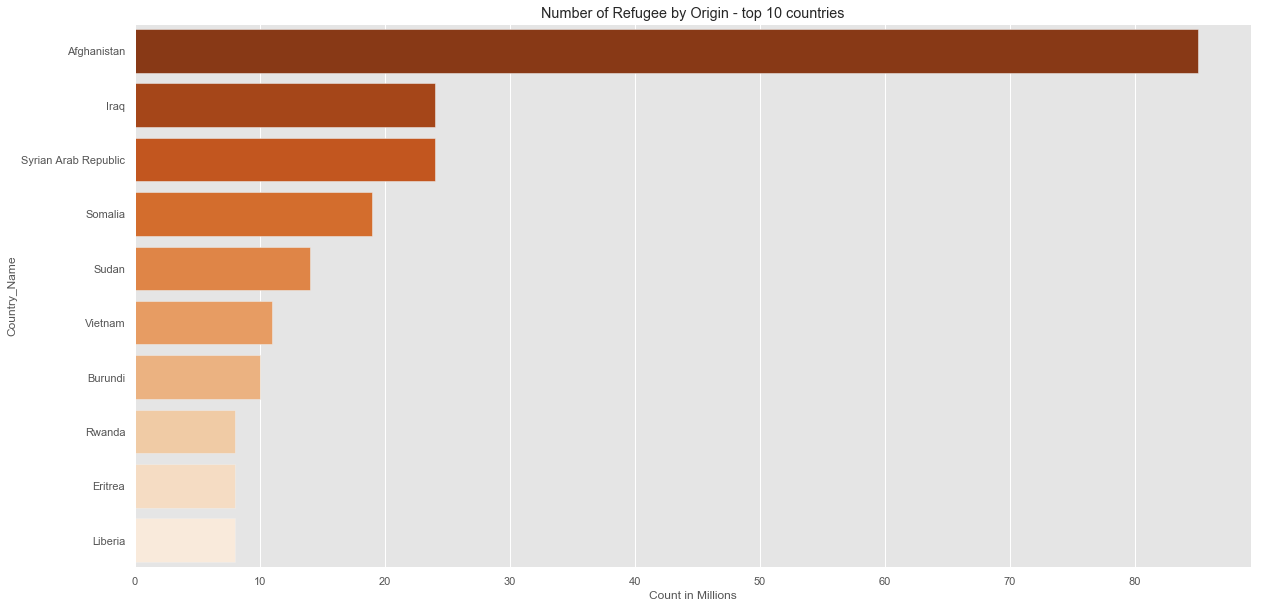 Number of Refugee by Origin - top 10 countries
Country_Name
Afghanistan
Iraq
Syrian Arab Republic
Somalia
Sudan
Vietnam
Burundi
Rwanda
Eritrea
Liberia
0 10 20 30 40 50 60 70 80
Count in Millions